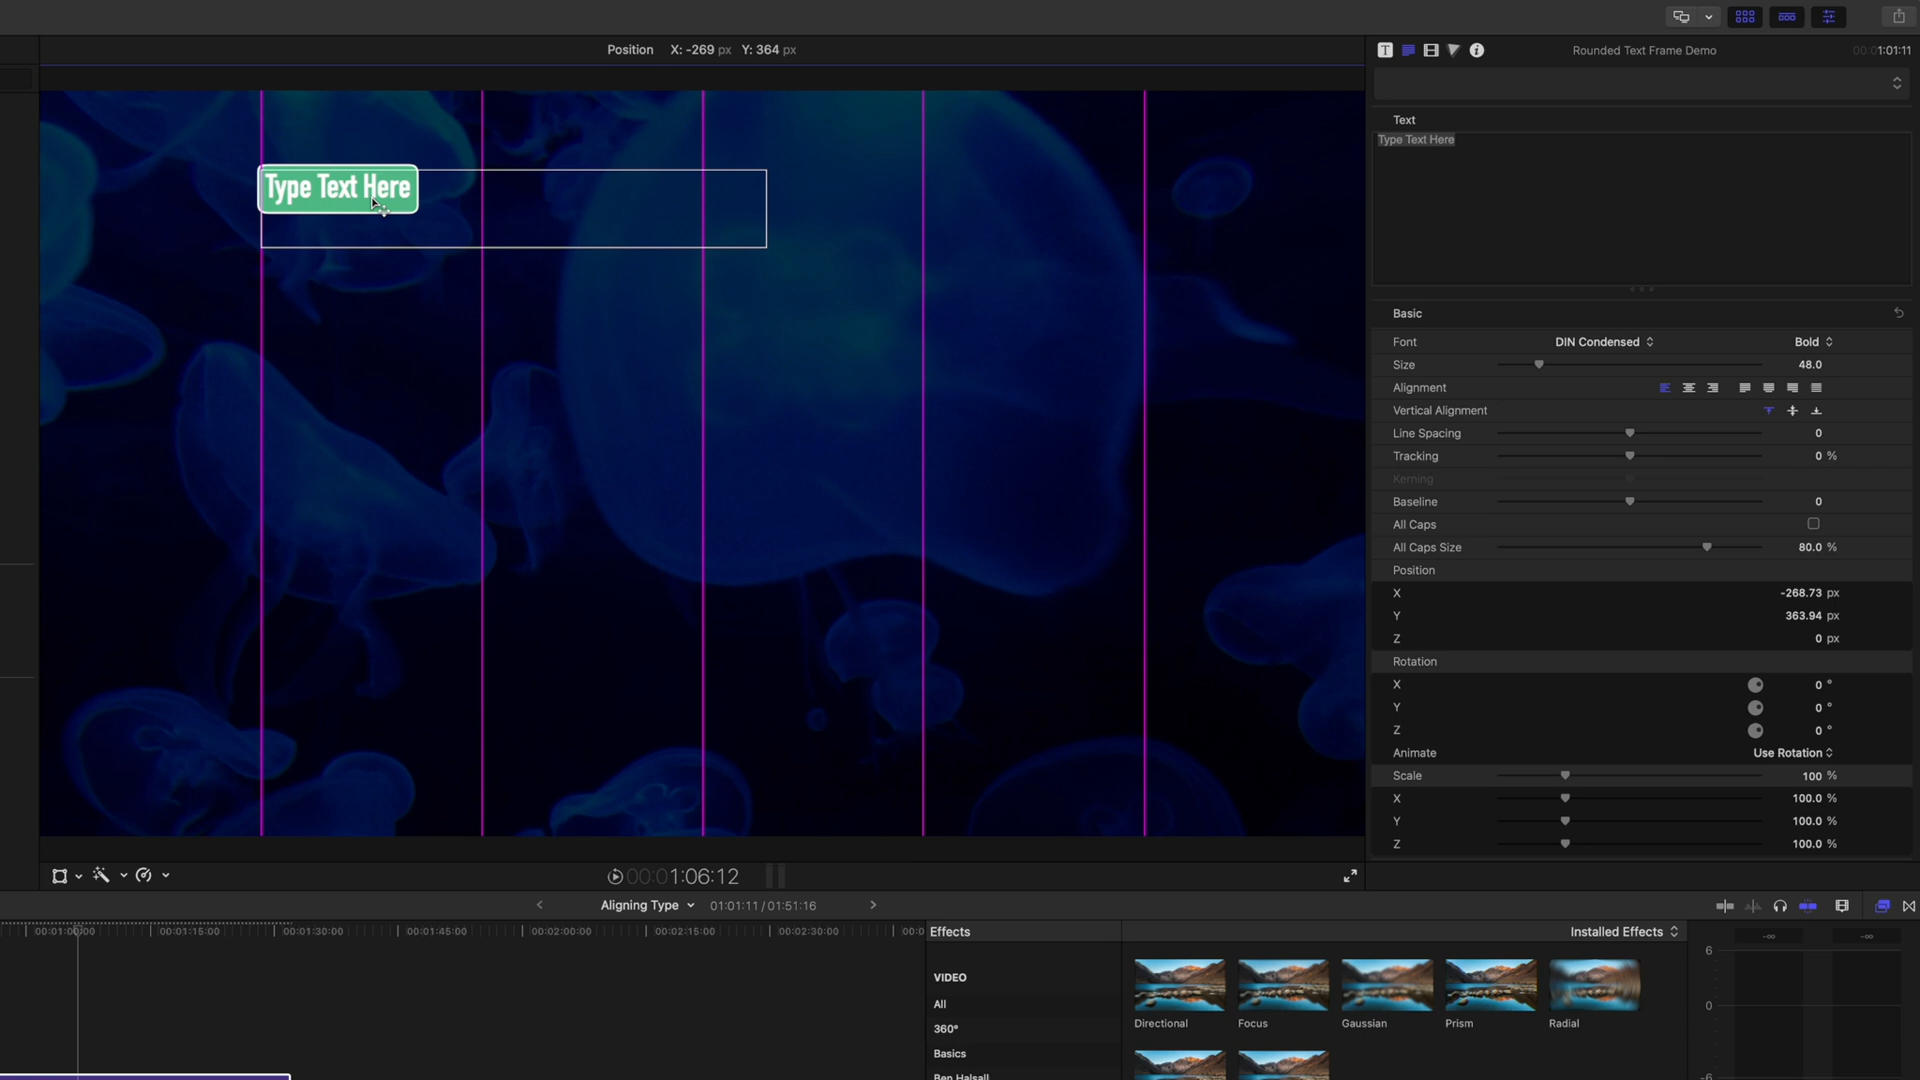 Position X: -269 px Y: 364 px
Rounded Text Frame Demo
00:01:01:11
Text
Type Text Here
Type Text Here
Basic
Font DIN Condensed Bold
Size 48.0
Alignment
Vertical Alignment
Line Spacing 0
Tracking 0 %
Kerning
Baseline 0
All Caps
All Caps Size 80.0 %
Position
X -268.73 px
Y 363.94 px
Z 0 px
Rotation
X 0 °
Y 0 °
Z 0 °
Animate Use Rotation
Scale 100 %
X 100.0 %
Y 100.0 %
Z 100.0 %
00:01:06:12
Aligning Type 01:01:11 / 01:51:16
00:01:00:00 00:01:15:00 00:01:30:00 00:01:45:00 00:02:00:00 00:02:15:00 00:02:30:00 00:0
Effects Installed Effects
VIDEO
All
360°
Basics
Ben Halsall
Directional Focus Gaussian Prism Radial
-∞ -∞
6
0
-6